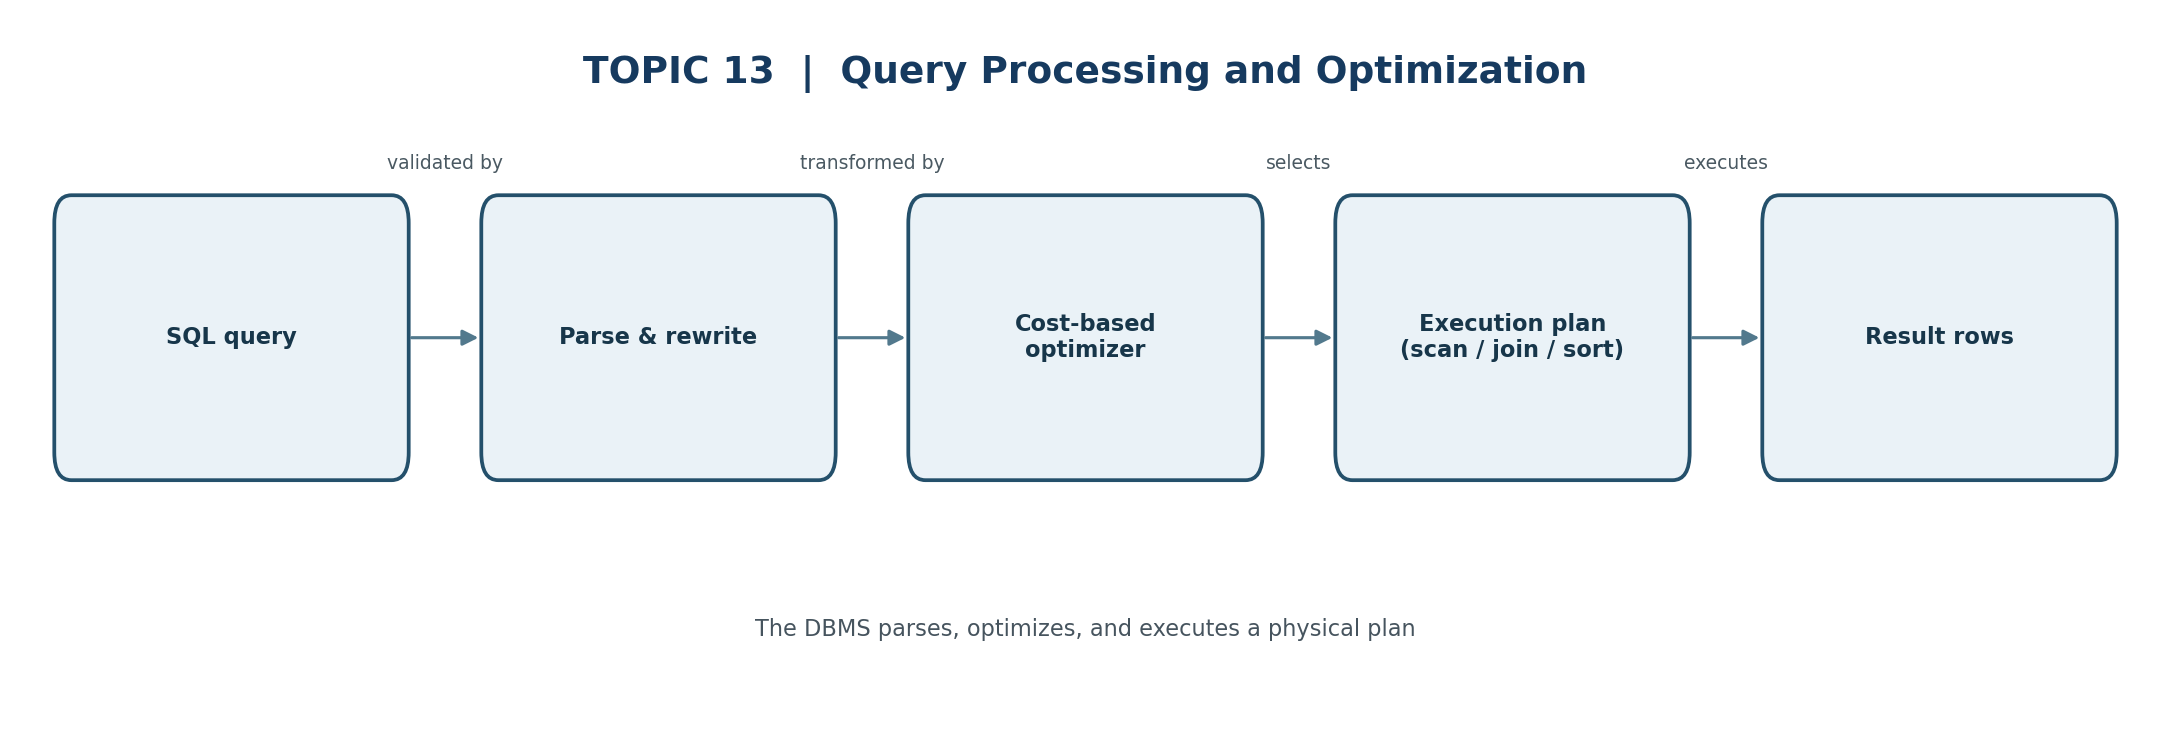 TOPIC 13 | Query Processing and Optimization
validated by
transformed by
selects
executes
SQL query
Parse & rewrite
Cost-based
optimizer
Execution plan
(scan / join / sort)
Result rows
The DBMS parses, optimizes, and executes a physical plan